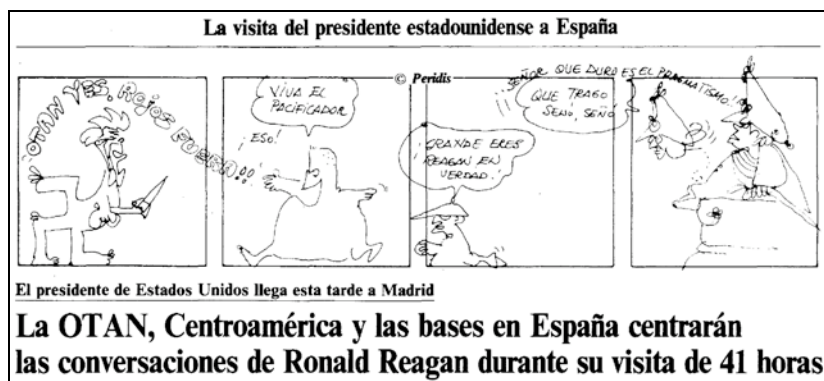 La visita del presidente estadounidense a España
© Peridis
¡OTAN YES, ROJOS FUERA!!
VIVA EL
PACIFICADOR
¡ESO!
GRANDE ERES
REAGAN EN
VERDAD!
¡SEÑOR QUE DURO ES EL PRAGMATISMO!
QUE TRAGO
SEÑÓ, SEÑÓ
El presidente de Estados Unidos llega esta tarde a Madrid
La OTAN, Centroamérica y las bases en España centrarán
las conversaciones de Ronald Reagan durante su visita de 41 horas